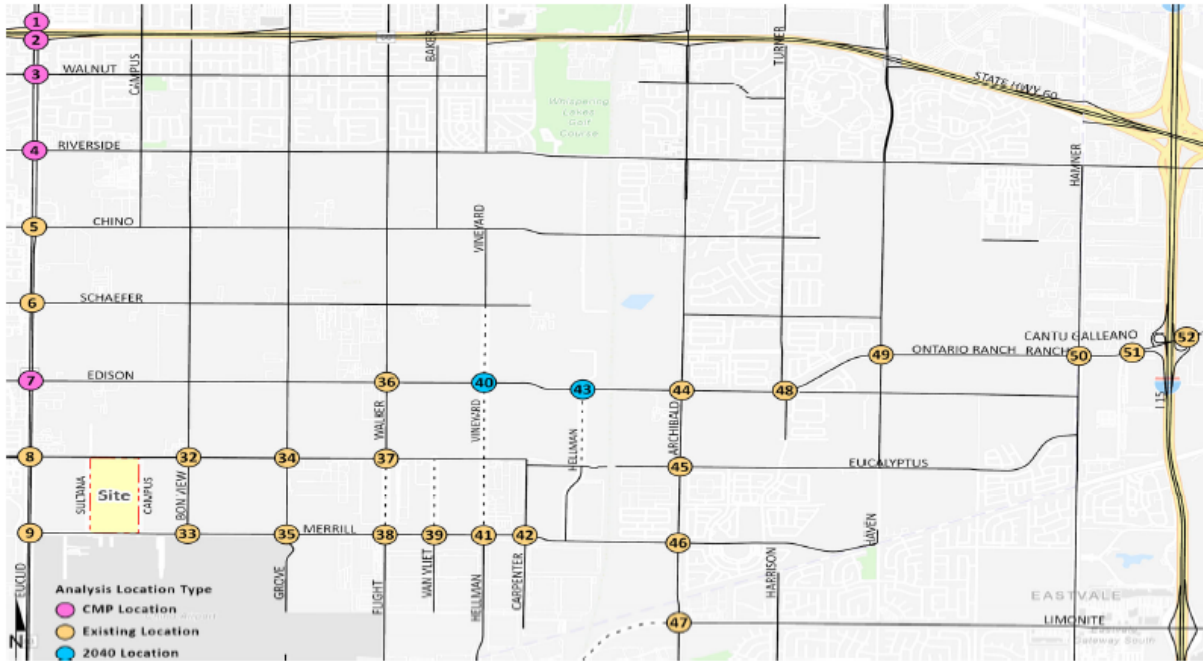 1
2
3
WALNUT
CAMPUS
BAKER
TURNER
STATE HWY 60
Whispering
Lakes
Golf
Course
4
RIVERSIDE
HAMNER
5
CHINO
VINEYARD
6
SCHAEFER
CANTU GALLEANO
52
49
ONTARIO RANCH
RANCH
50
51
7
EDISON
36
40
43
44
48
I 15
WALKER
VINEYARD
HELLMAN
ARCHIBALD
8
32
34
37
45
EUCALYPTUS
SULTANA
Site
CAMPUS
BON VIEW
9
33
35
MERRILL
38
39
41
42
46
HAVEN
EUCLID
GROVE
FLIGHT
VAN VLIET
HELLMAN
CARPENTER
HARRISON
Analysis Location Type
CMP Location
Existing Location
2040 Location
N
47
EASTVALE
LIMONITE
Eastvale
Gateway South